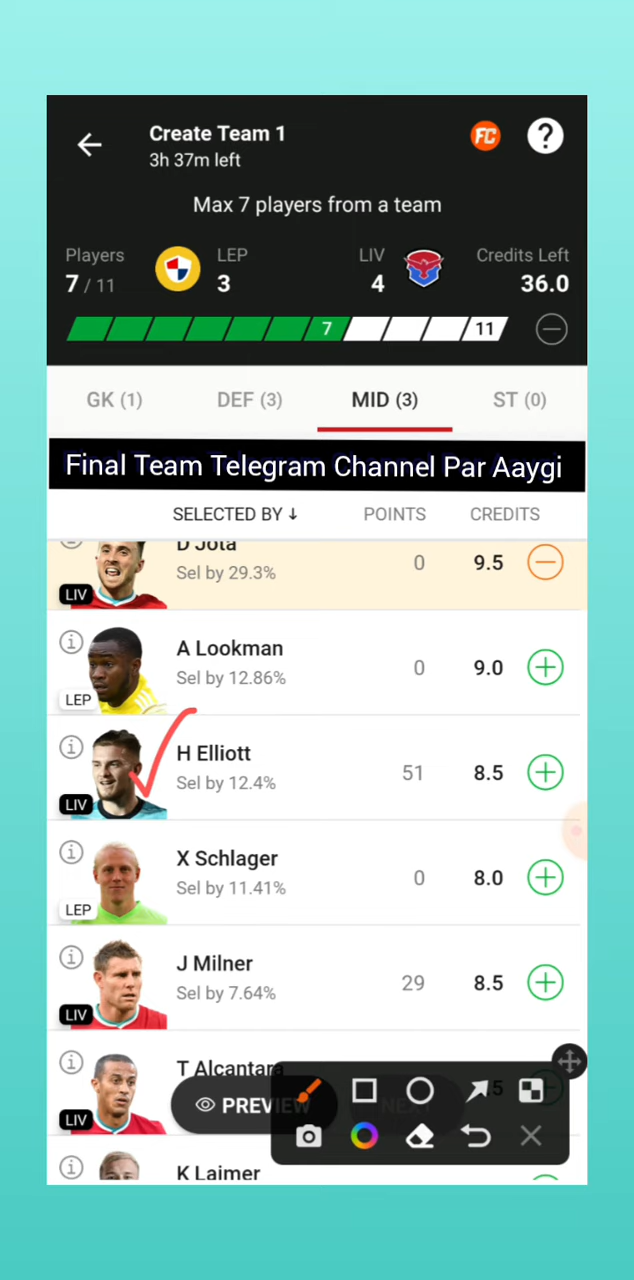 Create Team 1
3h 37m left
FC
?
Max 7 players from a team
Players
LEP
LIV
Credits Left
7 / 11
3
4
36.0
7
11
GK (1)
DEF (3)
MID (3)
ST (0)
Final Team Telegram Channel Par Aaygi
SELECTED BY ↓
POINTS
CREDITS
D Jota
Sel by 29.3%
0
9.5
LIV
A Lookman
Sel by 12.86%
0
9.0
LEP
H Elliott
Sel by 12.4%
51
8.5
LIV
X Schlager
Sel by 11.41%
0
8.0
LEP
J Milner
Sel by 7.64%
29
8.5
LIV
T Alcantara
PREVIEW
NEXT
LIV
K Laimer